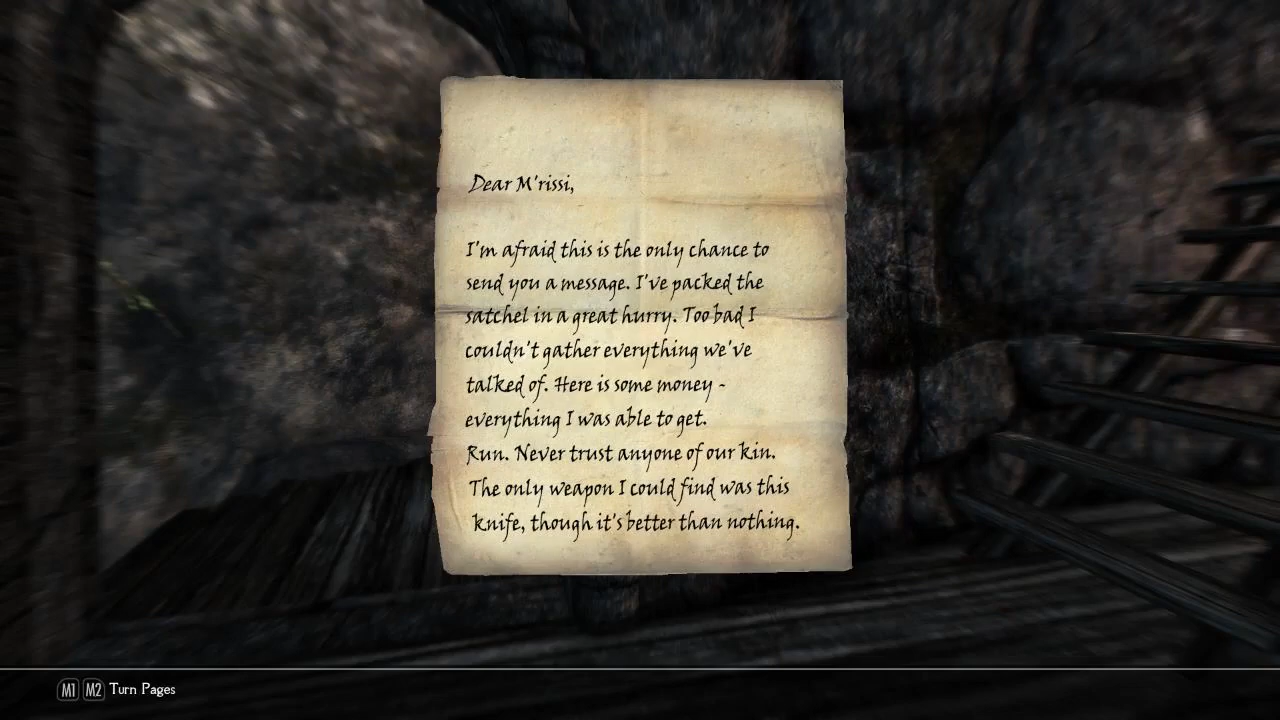 Dear M'rissi,
I'm afraid this is the only chance to
send you a message. I've packed the
satchel in a great hurry. Too bad I
couldn't gather everything we've
talked of. Here is some money -
everything I was able to get.
Run. Never trust anyone of our kin.
The only weapon I could find was this
knife, though it's better than nothing.
M1 M2 Turn Pages